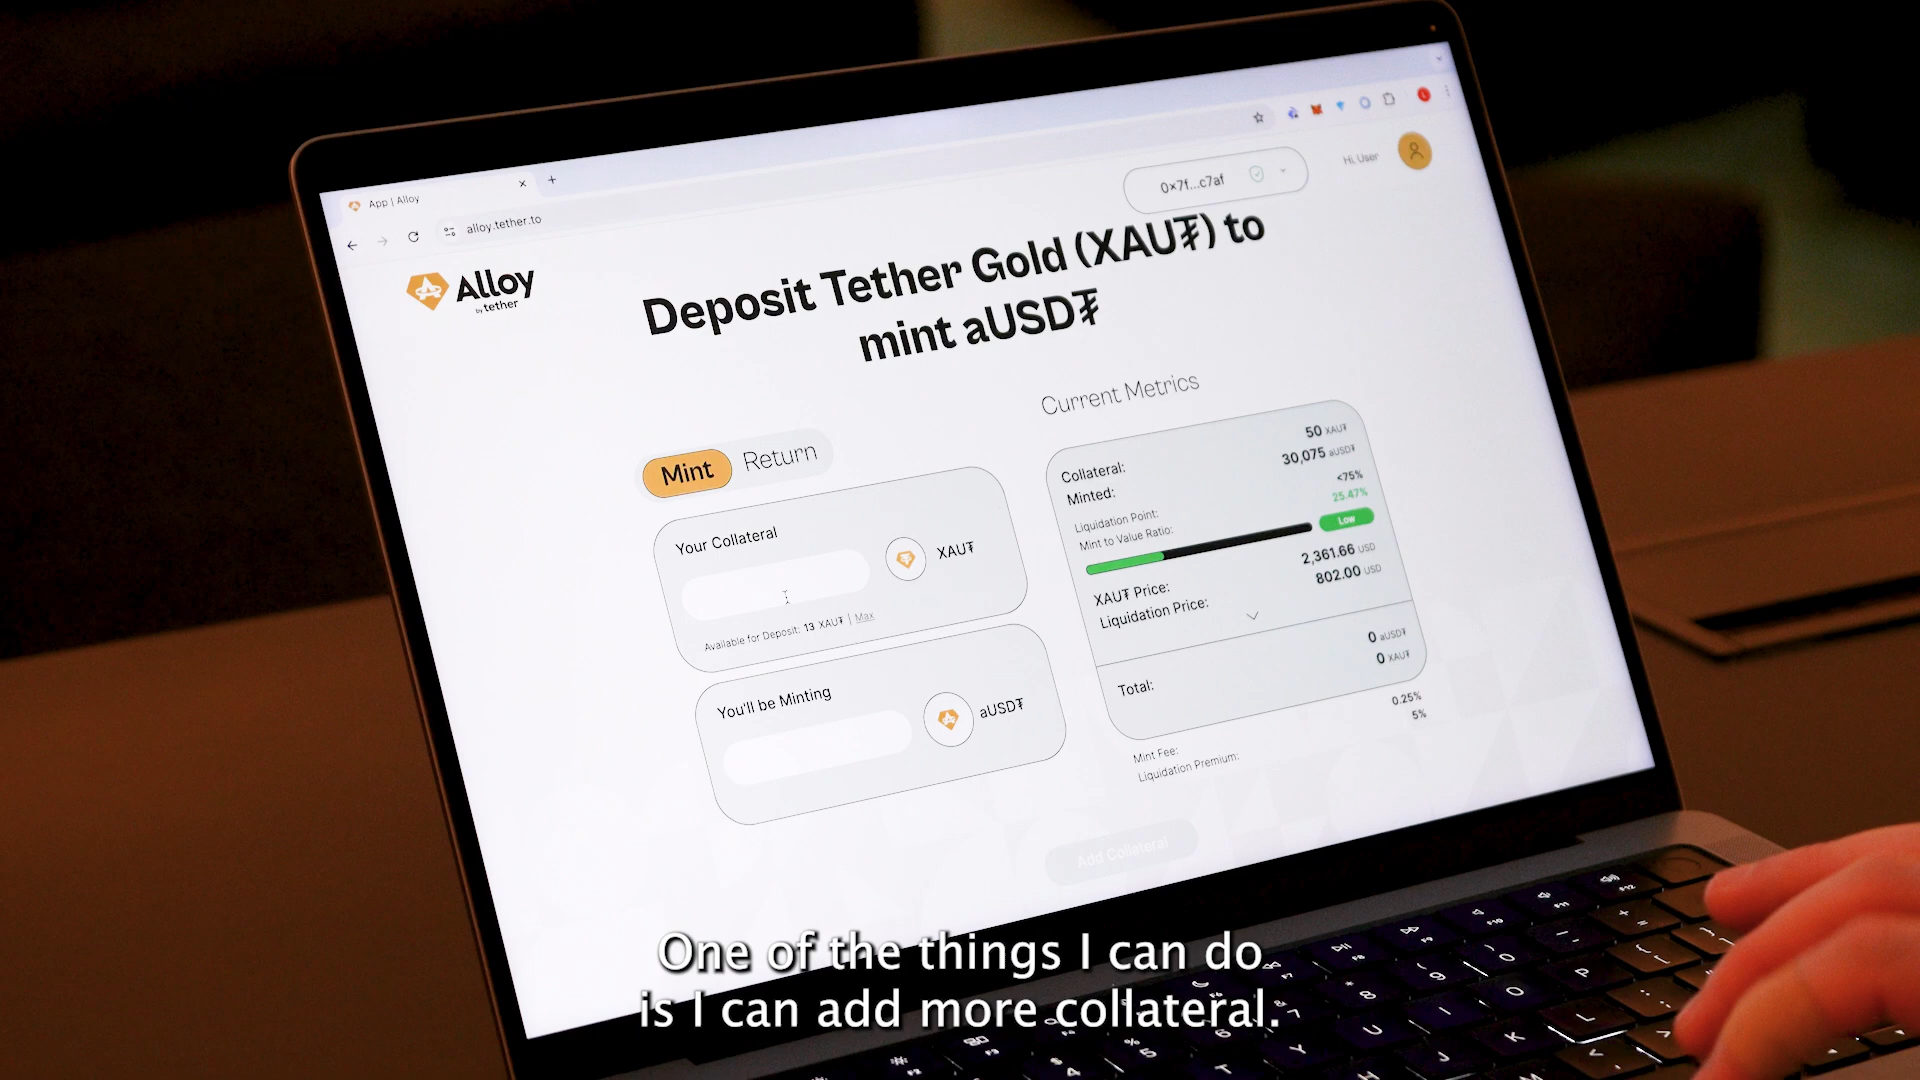 App | Alloy
alloy.tether.to
0x7f...c7af
Hi, User
Alloy
by tether
Deposit Tether Gold (XAU₮) to
mint aUSD₮
Mint Return
Your Collateral
XAU₮
Available for Deposit: 13 XAU₮ | Max
You'll be Minting
aUSD₮
Current Metrics
Collateral: 50 XAU₮
Minted: 30,075 aUSD₮
Liquidation Point: <75%
Mint to Value Ratio: 25.47%
Low
XAU₮ Price: 2,361.66 USD
Liquidation Price: 802.00 USD
Total: 0 aUSD₮
0 XAU₮
Mint Fee: 0.25%
Liquidation Premium: 5%
Add Collateral
One of the things I can do
is I can add more collateral.